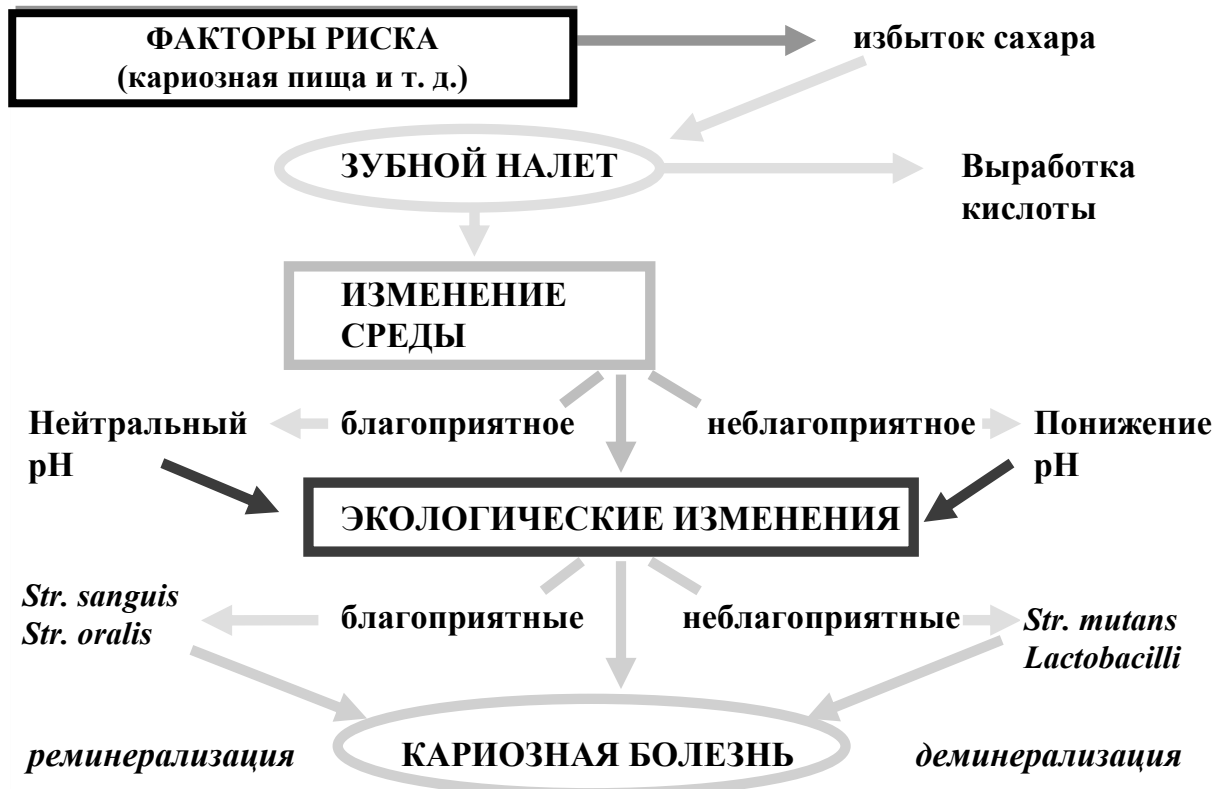 ФАКТОРЫ РИСКА
(кариозная пища и т. д.)
избыток сахара
ЗУБНОЙ НАЛЕТ
Выработка
кислоты
ИЗМЕНЕНИЕ
СРЕДЫ
Нейтральный
pH
благоприятное
неблагоприятное
Понижение
pH
ЭКОЛОГИЧЕСКИЕ ИЗМЕНЕНИЯ
Str. sanguis
Str. oralis
благоприятные
неблагоприятные
Str. mutans
Lactobacilli
реминерализация
КАРИОЗНАЯ БОЛЕЗНЬ
деминерализация